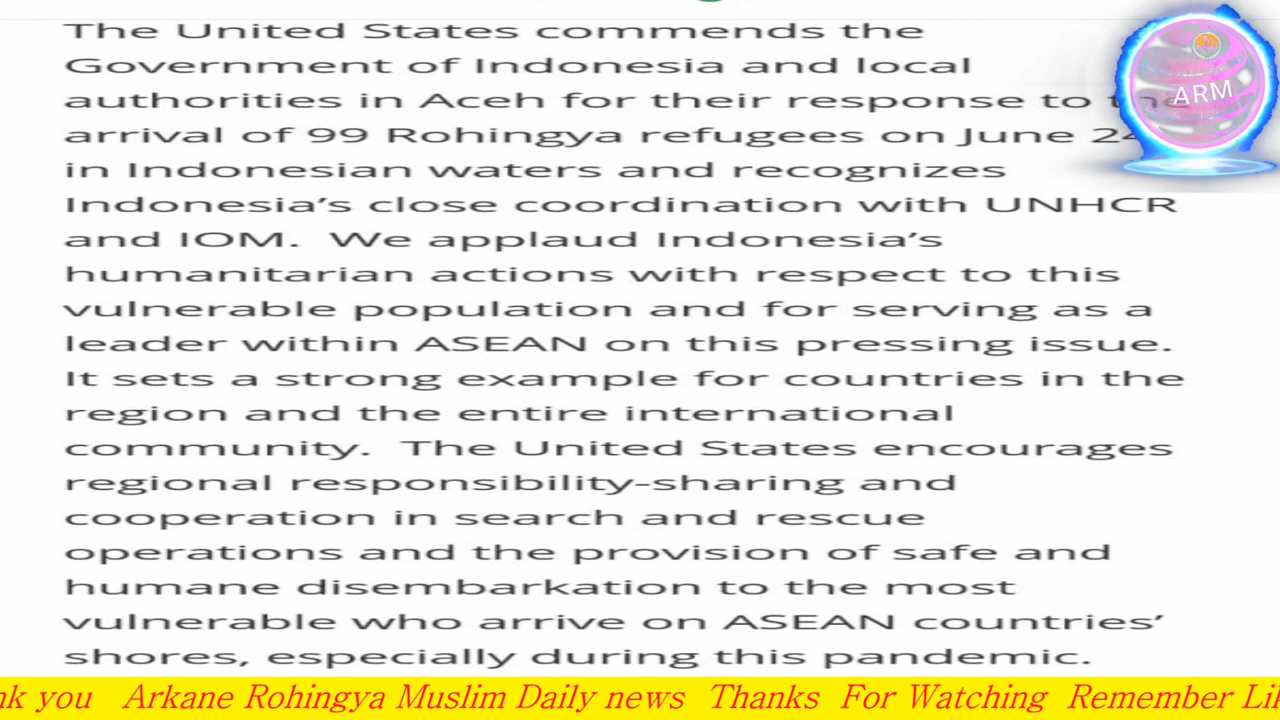 The United States commends the
Government of Indonesia and local
authorities in Aceh for their response to the
arrival of 99 Rohingya refugees on June 24
in Indonesian waters and recognizes
Indonesia’s close coordination with UNHCR
and IOM.  We applaud Indonesia’s
humanitarian actions with respect to this
vulnerable population and for serving as a
leader within ASEAN on this pressing issue.
It sets a strong example for countries in the
region and the entire international
community.  The United States encourages
regional responsibility-sharing and
cooperation in search and rescue
operations and the provision of safe and
humane disembarkation to the most
vulnerable who arrive on ASEAN countries’
shores, especially during this pandemic.
ARM
nk you   Arkane Rohingya Muslim Daily news   Thanks   For Watching   Remember Lil